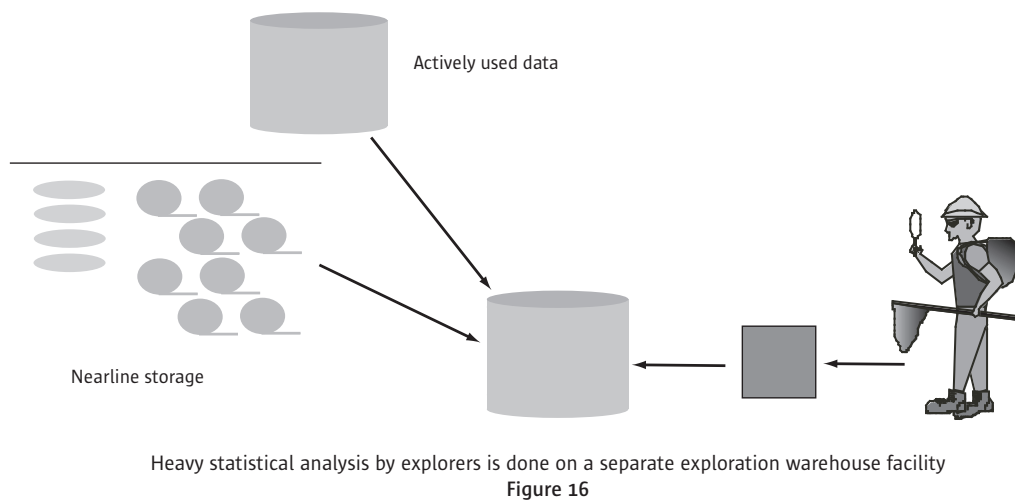 Actively used data
Nearline storage
Heavy statistical analysis by explorers is done on a separate exploration warehouse facility
Figure 16